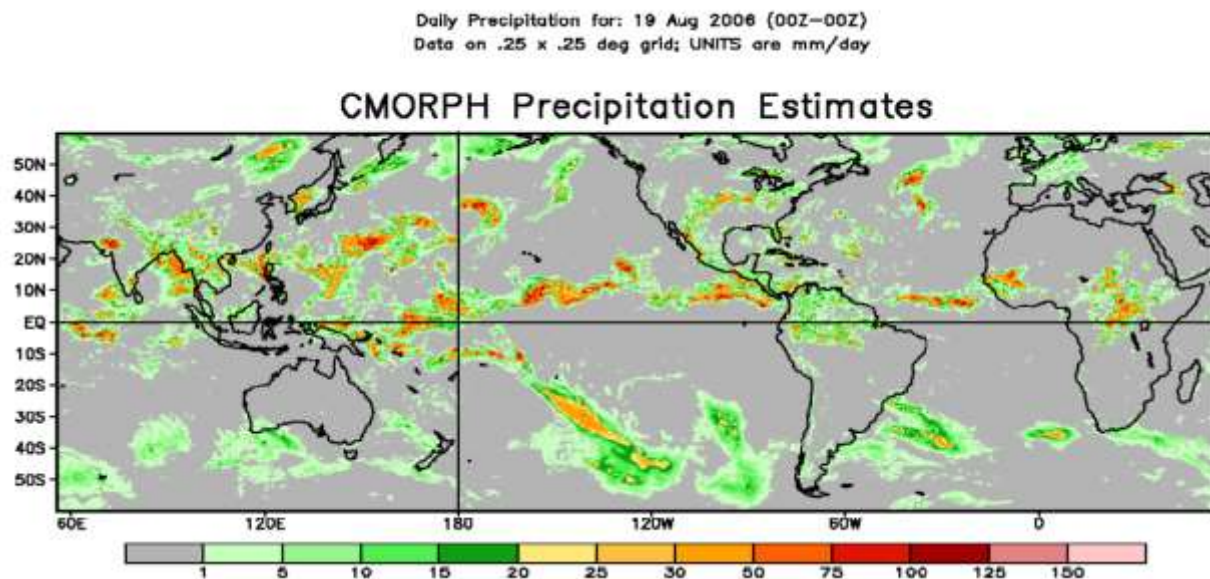 Daily Precipitation for: 19 Aug 2006 (00Z-00Z)
Data on .25 x .25 deg grid; UNITS are mm/day
CMORPH Precipitation Estimates
50N
40N
30N
20N
10N
EQ
10S
20S
30S
40S
50S
60E 120E 180 120W 60W 0
1 5 10 15 20 25 30 50 75 100 125 150